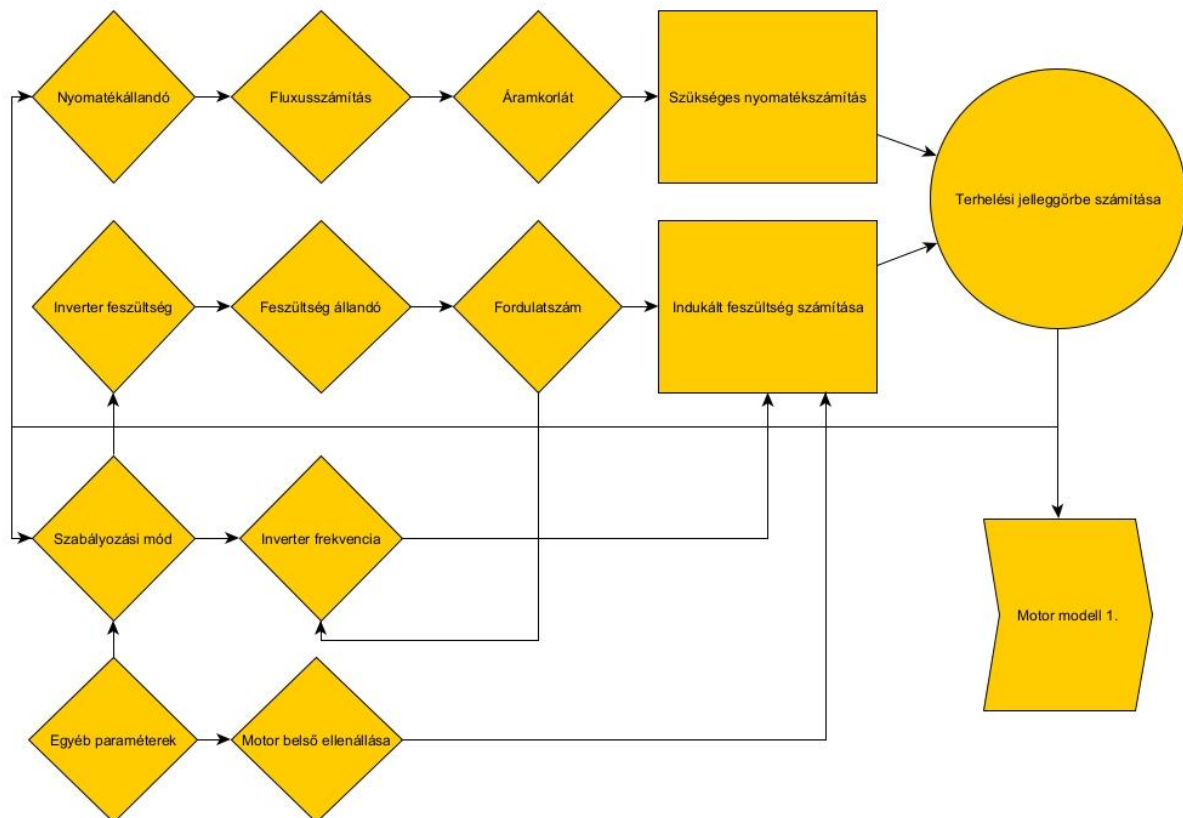 Nyomatékállandó
Fluxusszámítás
Áramkorlát
Szükséges nyomatékszámítás
Terhelési jelleggörbe számítása
Inverter feszültség
Feszültség állandó
Fordulatszám
Indukált feszültség számítása
Szabályozási mód
Inverter frekvencia
Motor modell 1.
Egyéb paraméterek
Motor belső ellenállása